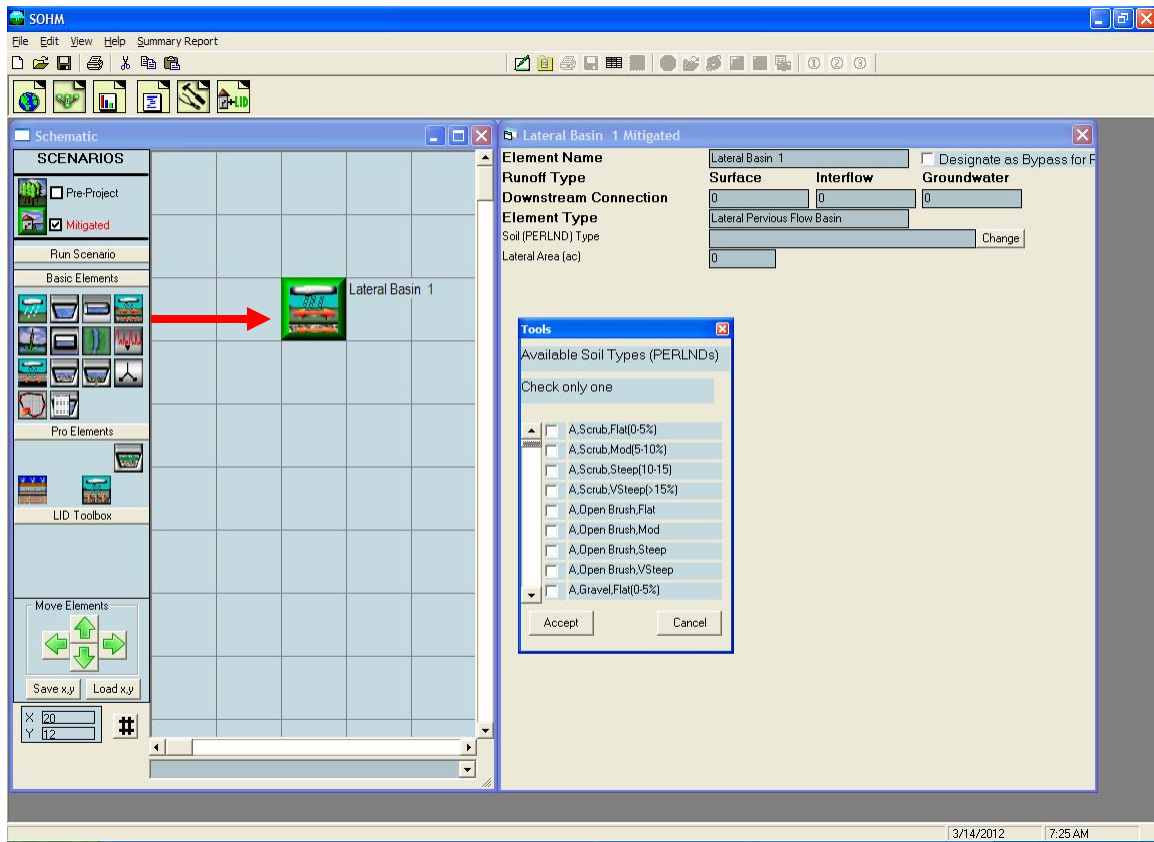 SOHM
File Edit View Help Summary Report
① ② ③
+LID
Schematic
SCENARIOS
Pre-Project
Mitigated
Run Scenario
Basic Elements
Pro Elements
LID Toolbox
Move Elements
Save x,y Load x,y
X 20
Y 12
#
Lateral Basin 1
Lateral Basin 1 Mitigated
Element Name Lateral Basin 1 Designate as Bypass for P
Runoff Type Surface Interflow Groundwater
Downstream Connection 0 0 0
Element Type Lateral Pervious Flow Basin
Soil (PERLND) Type Change
Lateral Area (ac) 0
Tools
Available Soil Types (PERLNDs)
Check only one
A,Scrub,Flat(0-5%)
A,Scrub,Mod(5-10%)
A,Scrub,Steep(10-15)
A,Scrub,VSteep(>15%)
A,Open Brush,Flat
A,Open Brush,Mod
A,Open Brush,Steep
A,Open Brush,VSteep
A,Gravel,Flat(0-5%)
Accept Cancel
3/14/2012 7:25 AM